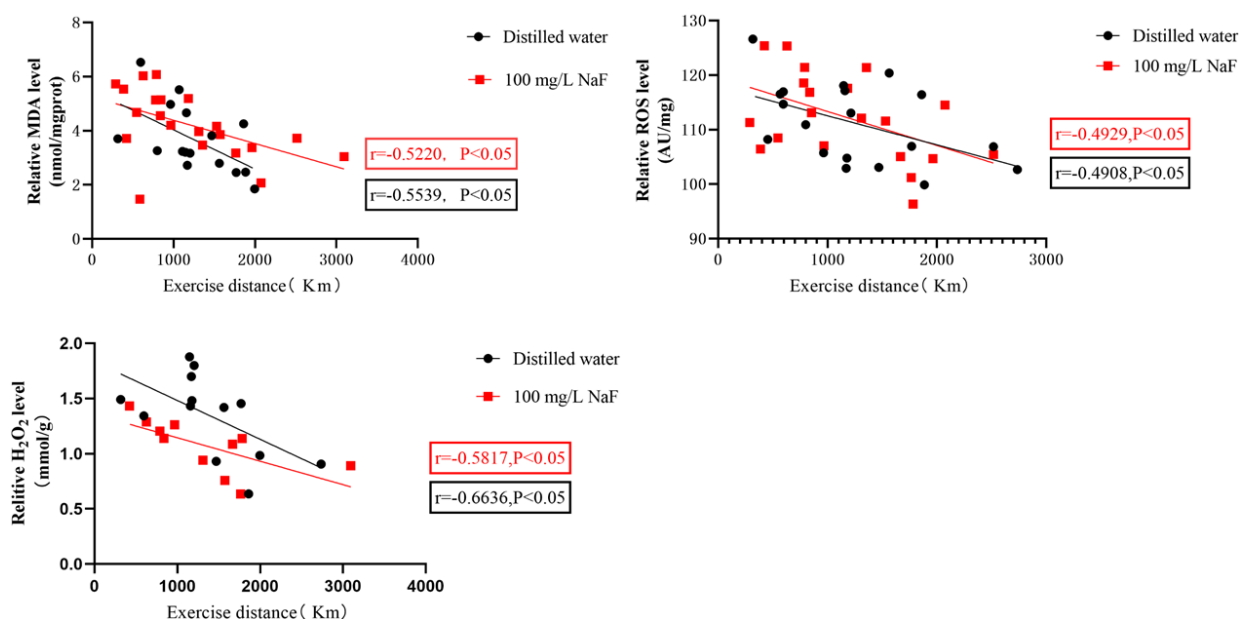 Relative MDA level
(nmol/mgprot)
8
6
4
2
0
0 1000 2000 3000 4000
Exercise distance( Km)
Distilled water
100 mg/L NaF
r=-0.5220, P<0.05
r=-0.5539, P<0.05
Relative ROS level
(AU/mg)
130
120
110
100
90
0 1000 2000 3000
Exercise distance( Km)
Distilled water
100 mg/L NaF
r=-0.4929,P<0.05
r=-0.4908,P<0.05
Relitive H₂O₂ level
(mmol/g)
2.0
1.5
1.0
0.5
0.0
0 1000 2000 3000 4000
Exercise distance( Km)
Distilled water
100 mg/L NaF
r=-0.5817,P<0.05
r=-0.6636,P<0.05